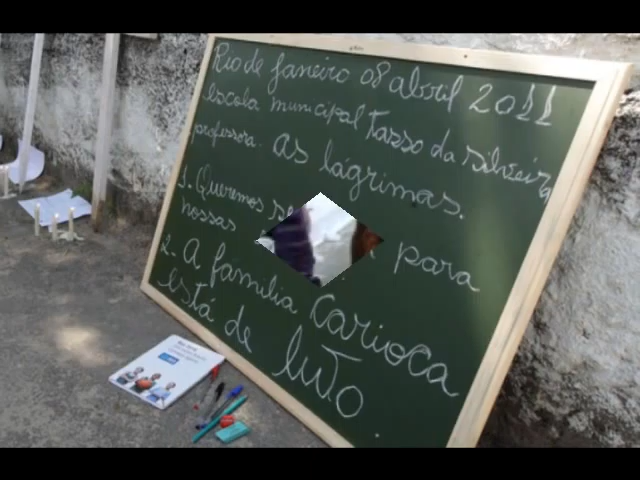 Rio de Janeiro 08 abril 2011
escola municipal Tasso da Silveira
professora: as lágrimas.
1. Queremos para
nossas
2. A família Carioca
está de luto.